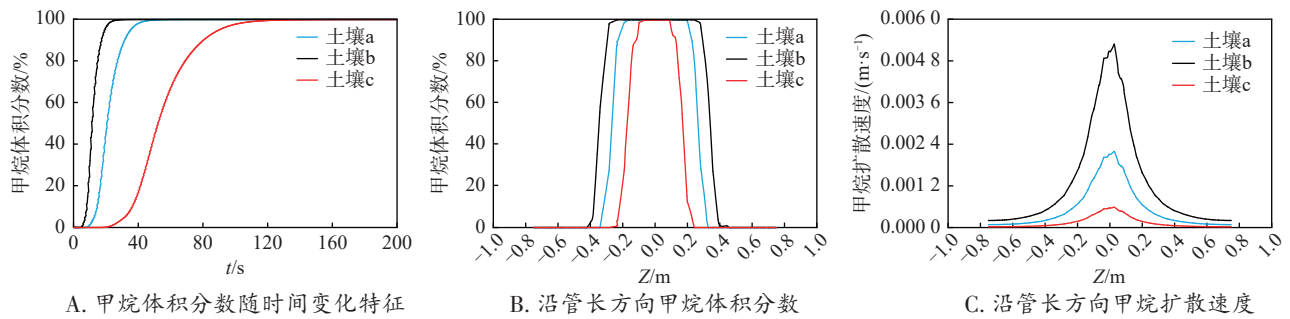 甲烷体积分数/%
100
80
60
40
20
0
0 40 80 120 160 200
t/s
土壤a
土壤b
土壤c
A. 甲烷体积分数随时间变化特征
甲烷体积分数/%
100
80
60
40
20
0
−1.0 −0.8 −0.6 −0.4 −0.2 0.0 0.2 0.4 0.6 0.8 1.0
Z/m
土壤a
土壤b
土壤c
B. 沿管长方向甲烷体积分数
甲烷扩散速度/(m·s⁻¹)
0.006 0
0.004 8
0.003 6
0.002 4
0.001 2
0.000 0
−1.0 −0.8 −0.6 −0.4 −0.2 0.0 0.2 0.4 0.6 0.8 1.0
Z/m
土壤a
土壤b
土壤c
C. 沿管长方向甲烷扩散速度